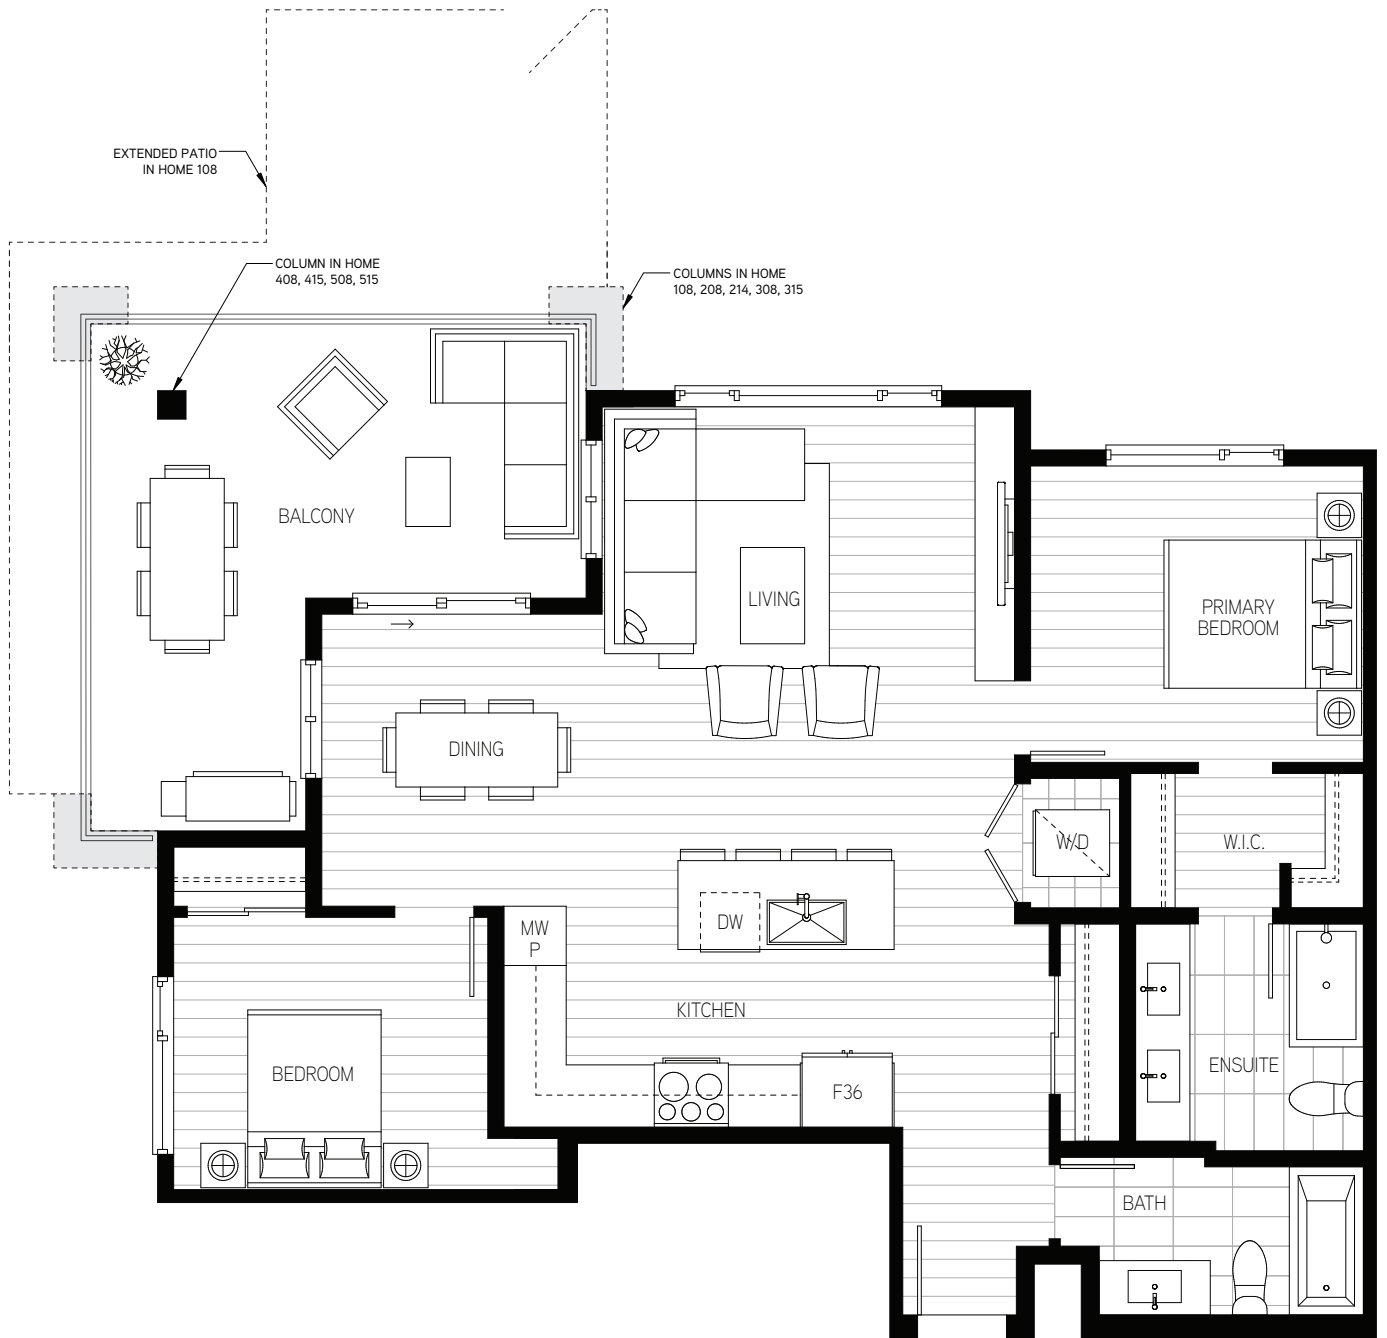 EXTENDED PATIO
IN HOME 108
COLUMN IN HOME
408, 415, 508, 515
COLUMNS IN HOME
108, 208, 214, 308, 315
BALCONY
LIVING
PRIMARY
BEDROOM
DINING
W/D
W.I.C.
MW
P
DW
KITCHEN
BEDROOM
F36
ENSUITE
BATH